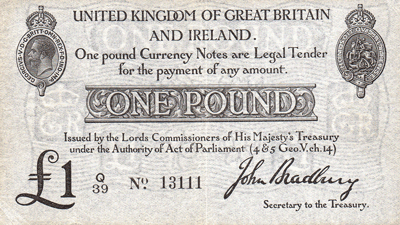 UNITED KINGDOM OF GREAT BRITAIN
AND IRELAND.
One pound Currency Notes are Legal Tender
for the payment of any amount.
ONE POUND
Issued by the Lords Commissioners of His Majesty's Treasury
under the Authority of Act of Parliament (4 & 5 Geo.V.ch.14)
£1 Q/39 No. 13111 John Bradbury
Secretary to the Treasury.